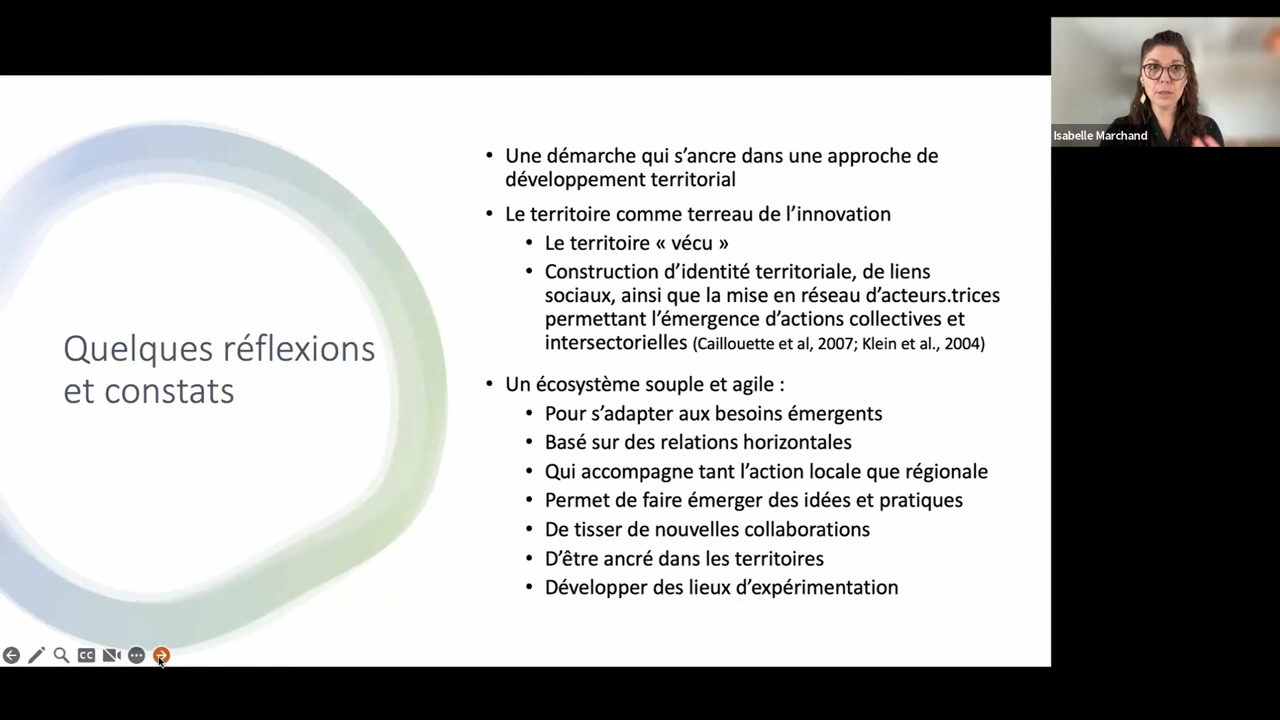 Quelques réflexions
et constats
• Une démarche qui s’ancre dans une approche de
développement territorial
• Le territoire comme terreau de l’innovation
• Le territoire « vécu »
• Construction d’identité territoriale, de liens
sociaux, ainsi que la mise en réseau d’acteurs.trices
permettant l’émergence d’actions collectives et
intersectorielles (Caillouette et al, 2007; Klein et al., 2004)
• Un écosystème souple et agile :
• Pour s’adapter aux besoins émergents
• Basé sur des relations horizontales
• Qui accompagne tant l’action locale que régionale
• Permet de faire émerger des idées et pratiques
• De tisser de nouvelles collaborations
• D’être ancré dans les territoires
• Développer des lieux d’expérimentation
Isabelle Marchand
CC